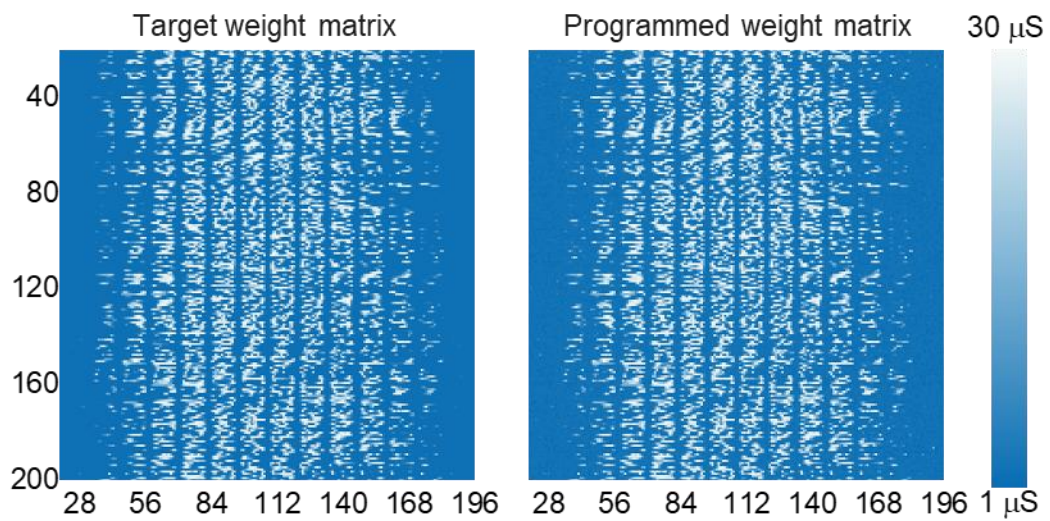 Target weight matrix
Programmed weight matrix
30 μS
40
80
120
160
200
28 56 84 112 140 168 196
28 56 84 112 140 168 196
1 μS